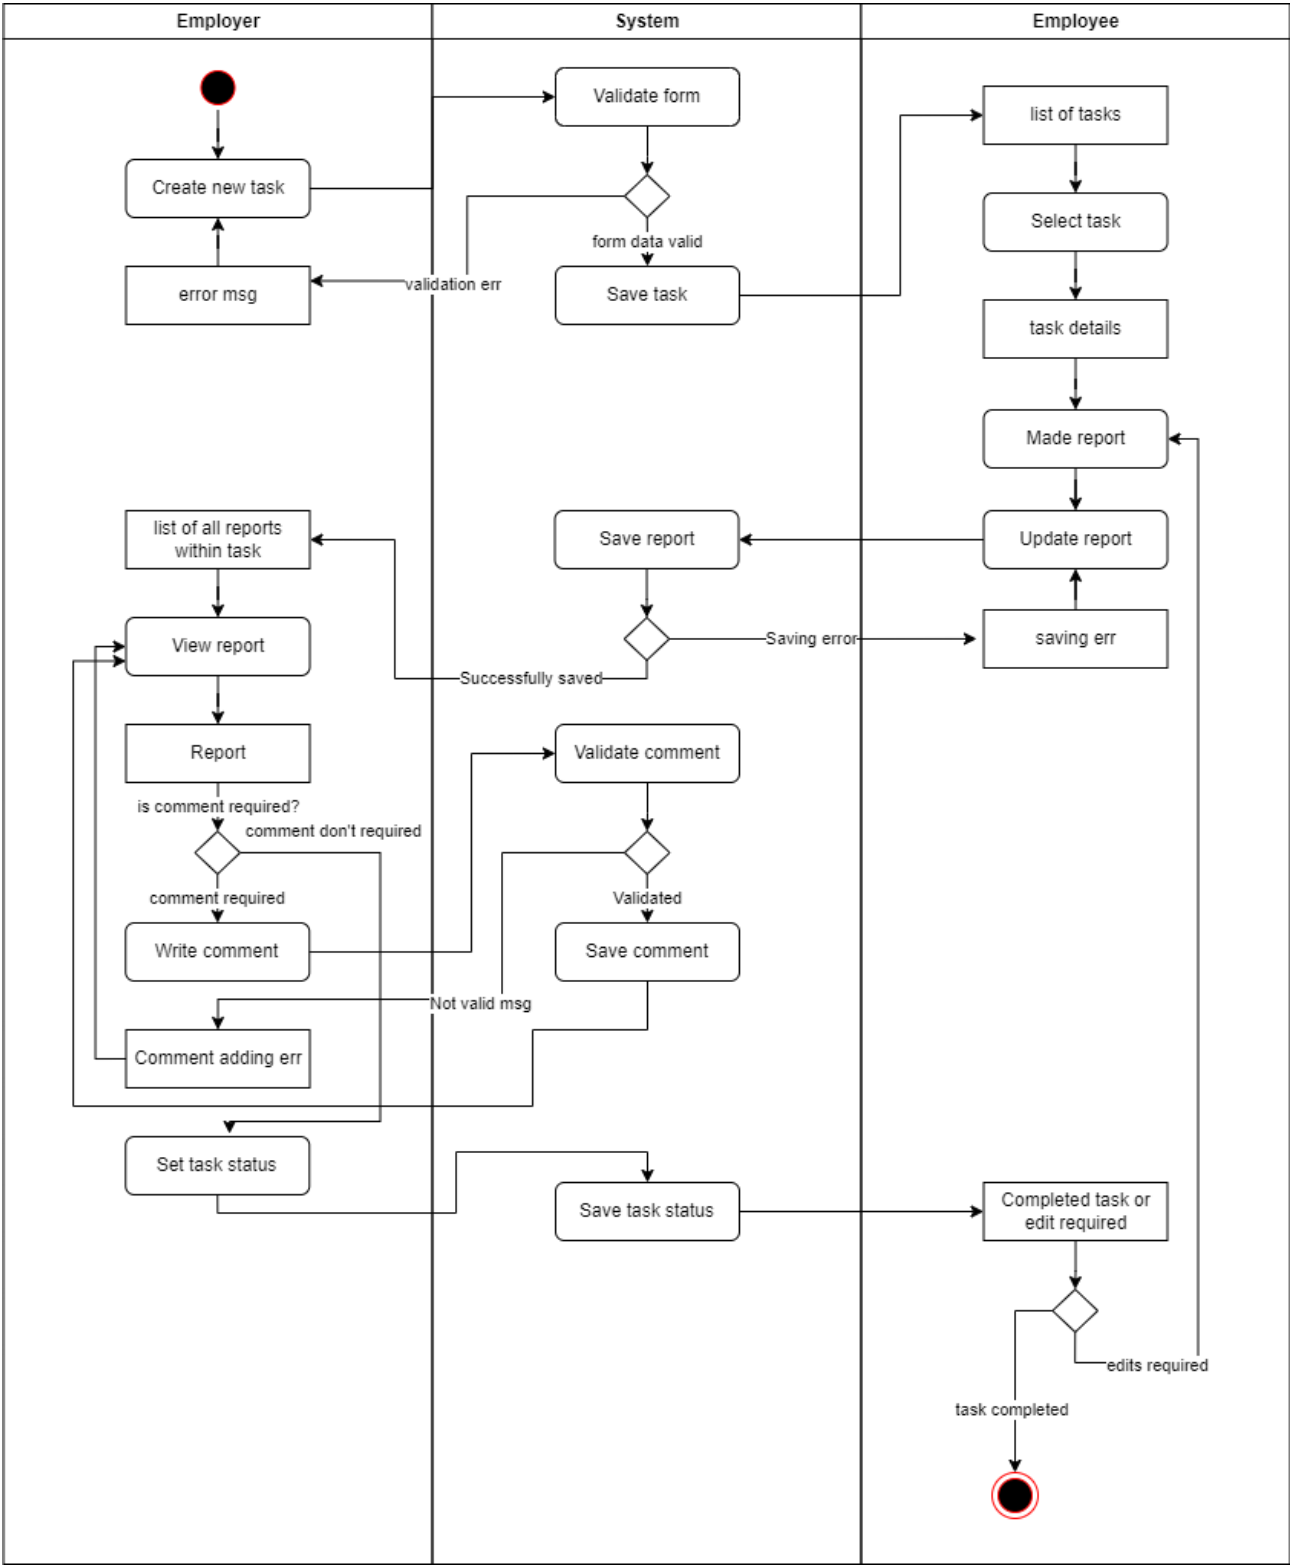 Employer
System
Employee
Validate form
list of tasks
Create new task
Select task
form data valid
validation err
error msg
Save task
task details
Made report
list of all reports
within task
Save report
Update report
View report
Saving error
saving err
Successfully saved
Report
Validate comment
is comment required?
comment don't required
comment required
Validated
Write comment
Save comment
Not valid msg
Comment adding err
Set task status
Save task status
Completed task or
edit required
edits required
task completed